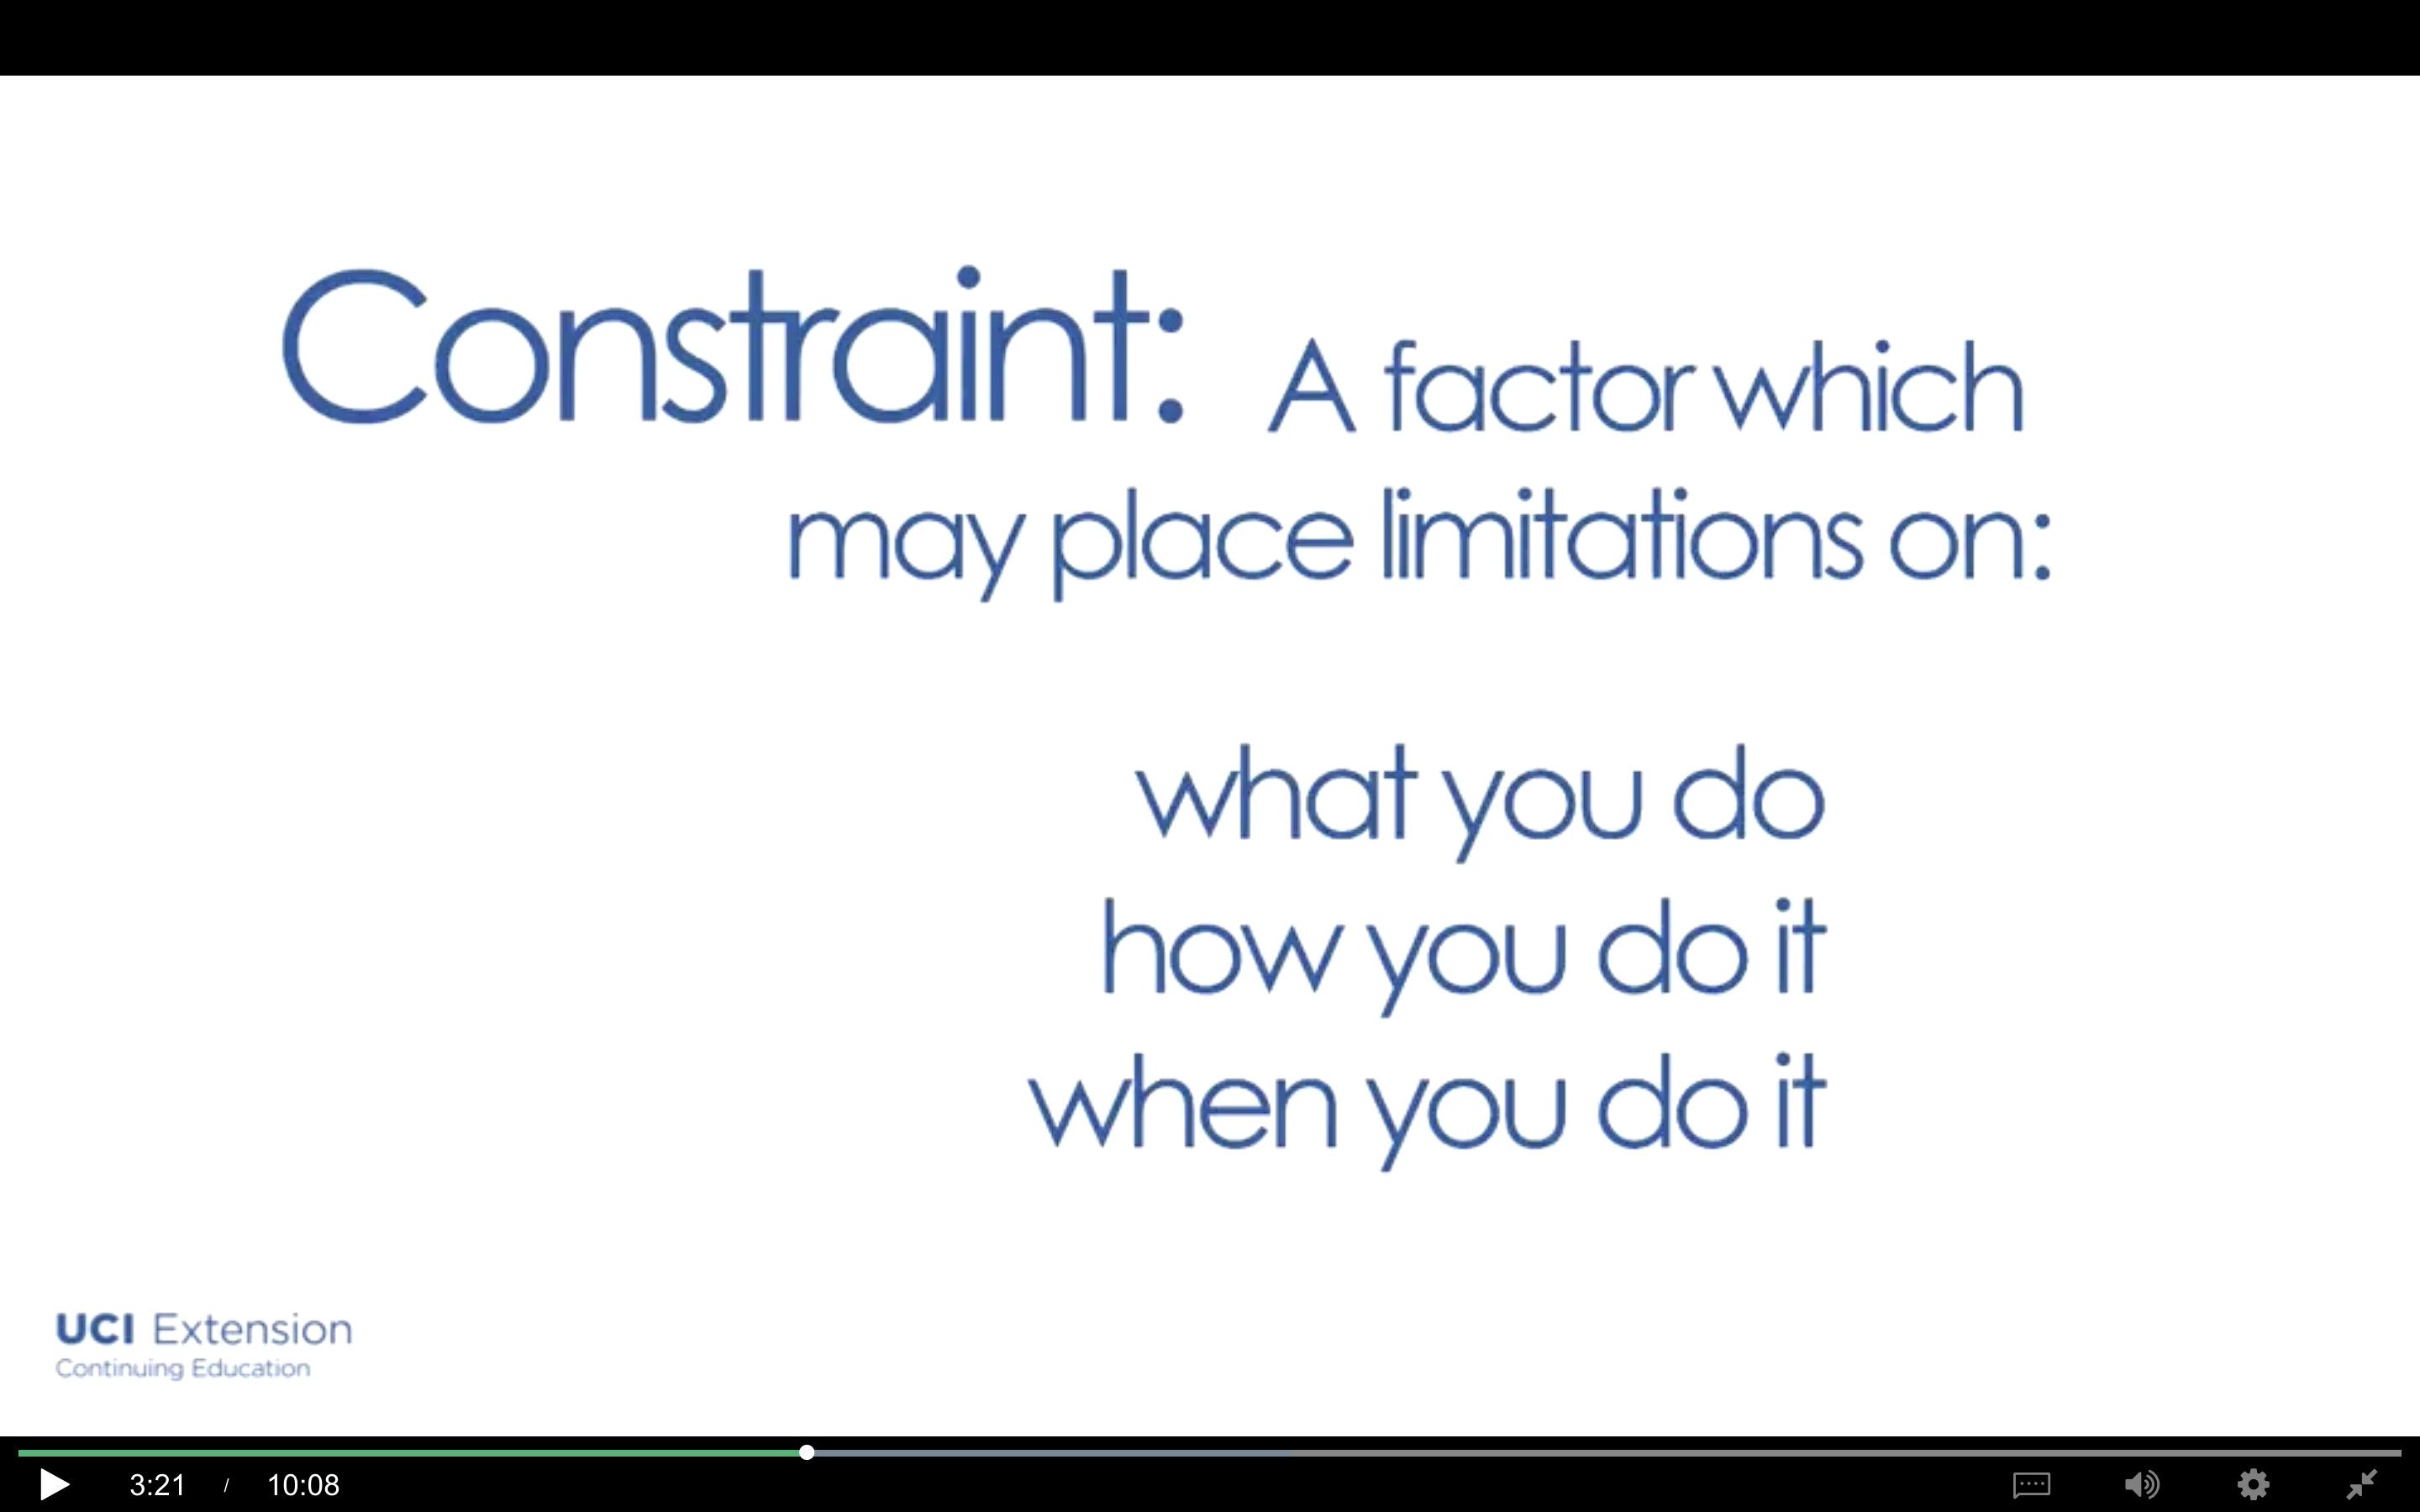 Constraint: A factor which
may place limitations on:
what you do
how you do it
when you do it
UCI Extension
Continuing Education
3:21 / 10:08